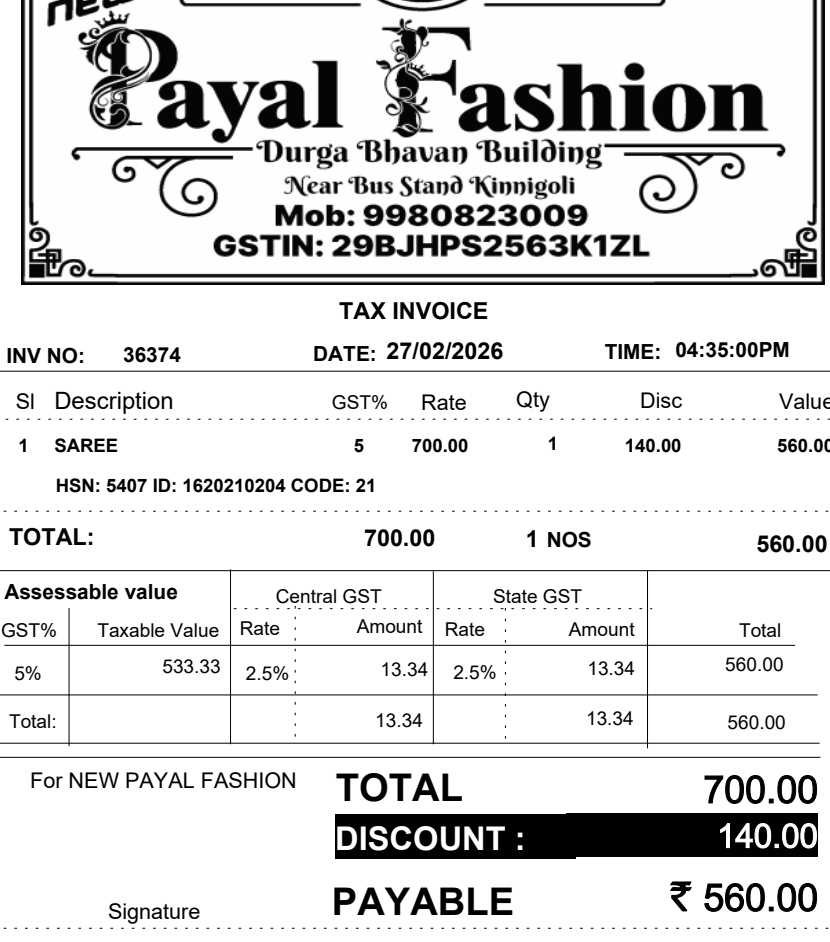 new
Payal Fashion
Durga Bhavan Building
Near Bus Stand Kinnigoli
Mob: 9980823009
GSTIN: 29BJHPS2563K1ZL
TAX INVOICE
INV NO: 36374 DATE: 27/02/2026 TIME: 04:35:00PM
Sl Description GST% Rate Qty Disc Value
1 SAREE 5 700.00 1 140.00 560.00
HSN: 5407 ID: 1620210204 CODE: 21
TOTAL: 700.00 1 NOS 560.00
Assessable value Central GST State GST
GST% Taxable Value Rate Amount Rate Amount Total
5% 533.33 2.5% 13.34 2.5% 13.34 560.00
Total: 13.34 13.34 560.00
For NEW PAYAL FASHION TOTAL 700.00
DISCOUNT : 140.00
Signature PAYABLE ₹ 560.00